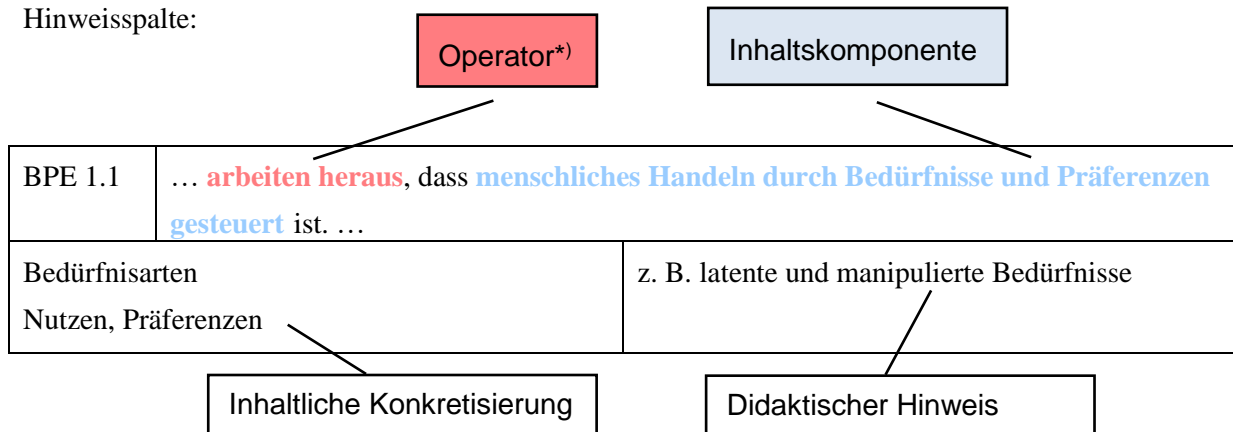 Hinweisspalte:
Operator*)
Inhaltskomponente
BPE 1.1
… arbeiten heraus, dass menschliches Handeln durch Bedürfnisse und Präferenzen
gesteuert ist. …
Bedürfnisarten
Nutzen, Präferenzen
z. B. latente und manipulierte Bedürfnisse
Inhaltliche Konkretisierung
Didaktischer Hinweis